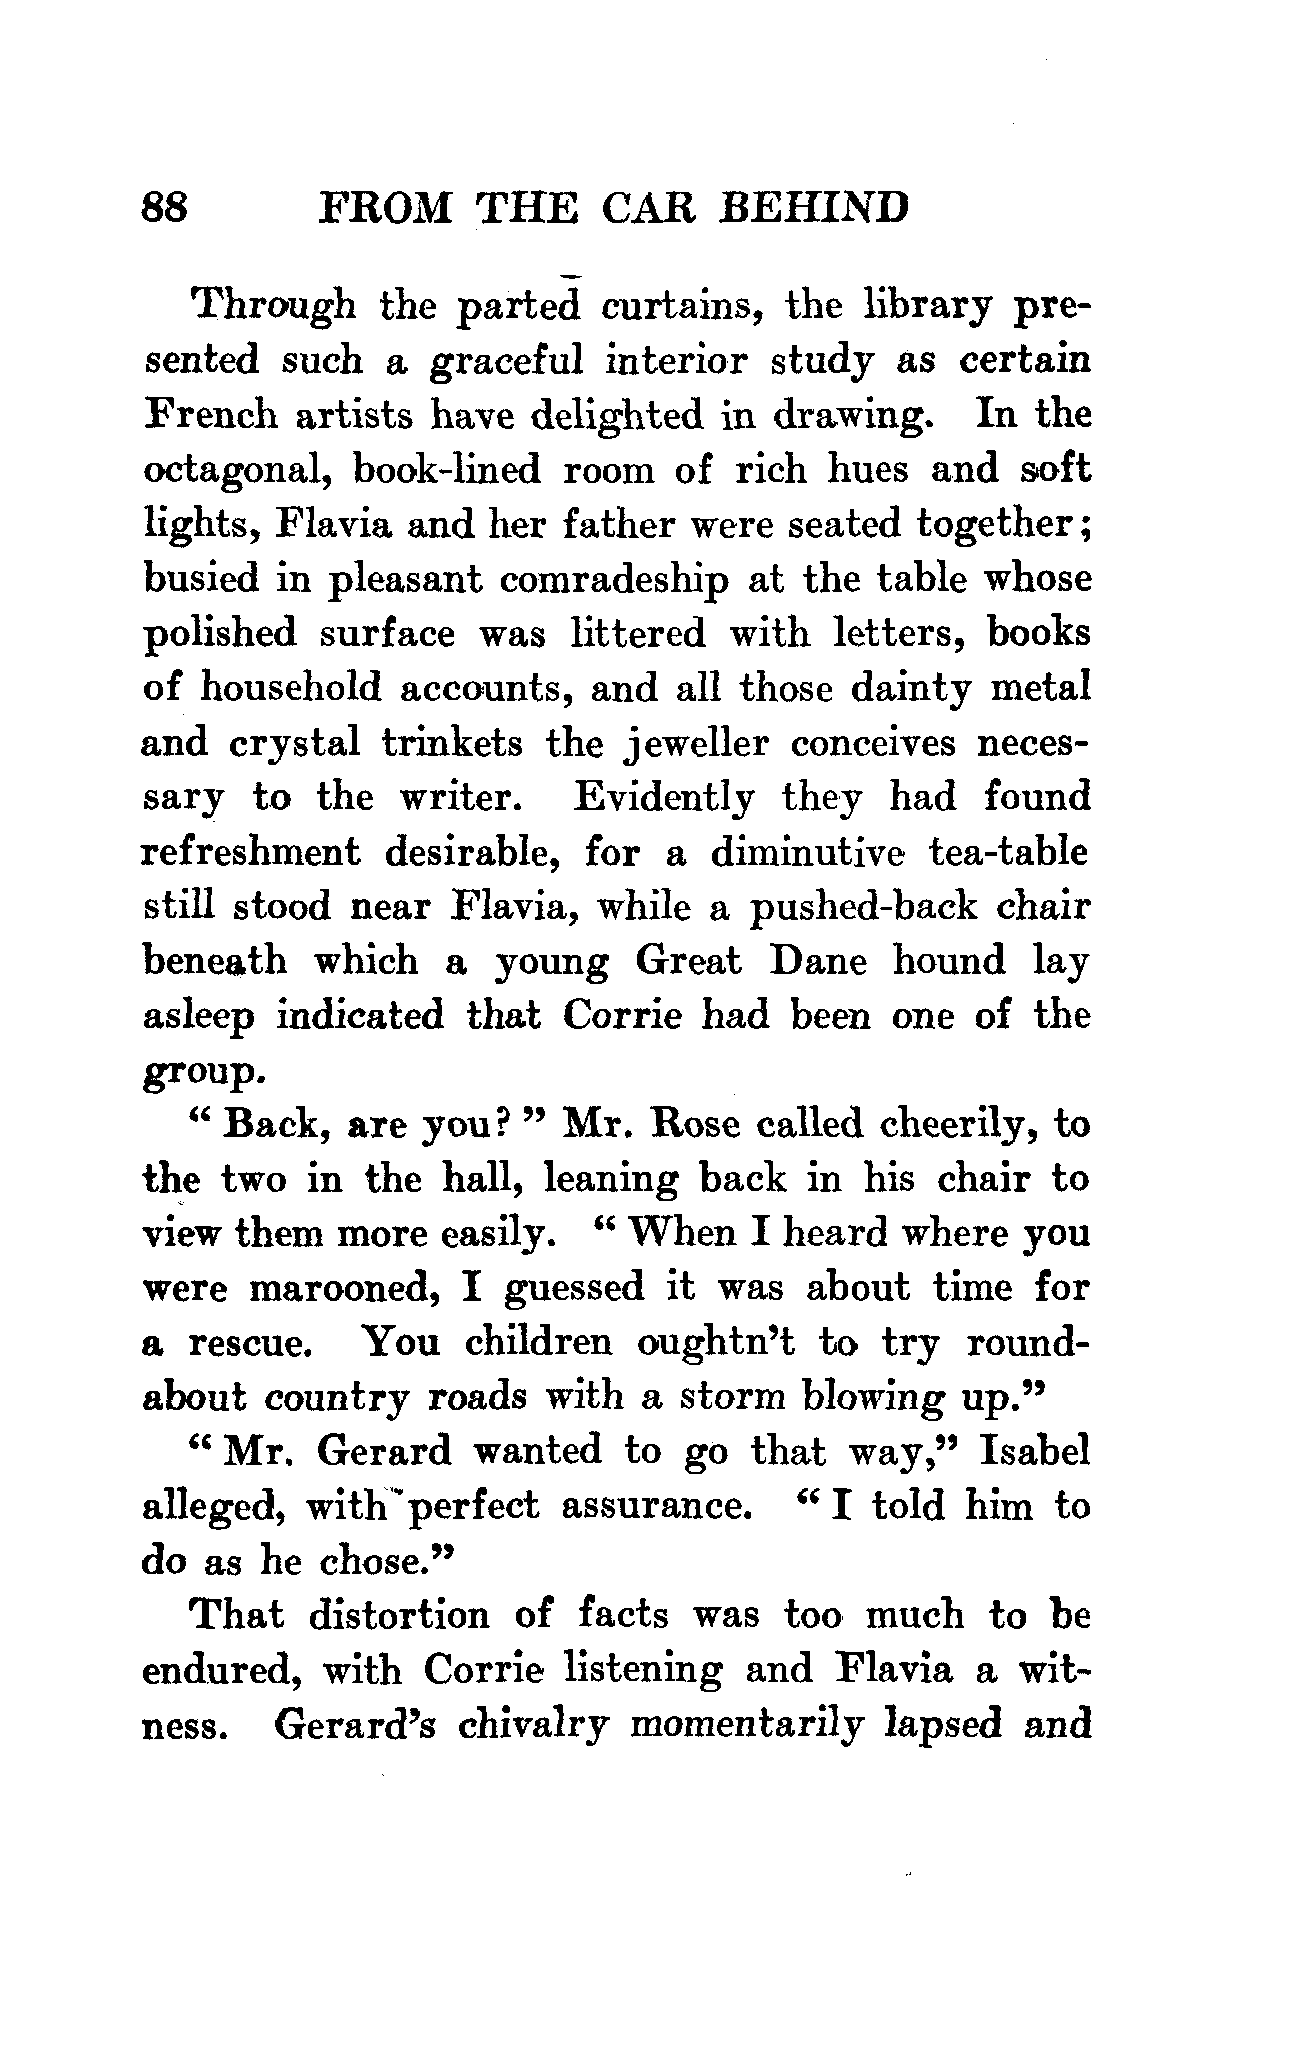 88 FROM THE CAR BEHIND
Through the parted curtains, the library pre-
sented such a graceful interior study as certain
French artists have delighted in drawing. In the
octagonal, book-lined room of rich hues and soft
lights, Flavia and her father were seated together;
busied in pleasant comradeship at the table whose
polished surface was littered with letters, books
of household accounts, and all those dainty metal
and crystal trinkets the jeweller conceives neces-
sary to the writer. Evidently they had found
refreshment desirable, for a diminutive tea-table
still stood near Flavia, while a pushed-back chair
beneath which a young Great Dane hound lay
asleep indicated that Corrie had been one of the
group.
“ Back, are you? ” Mr. Rose called cheerily, to
the two in the hall, leaning back in his chair to
view them more easily. “ When I heard where you
were marooned, I guessed it was about time for
a rescue. You children oughtn’t to try round-
about country roads with a storm blowing up.”
“ Mr. Gerard wanted to go that way,” Isabel
alleged, with perfect assurance. “ I told him to
do as he chose.”
That distortion of facts was too much to be
endured, with Corrie listening and Flavia a wit-
ness. Gerard’s chivalry momentarily lapsed and